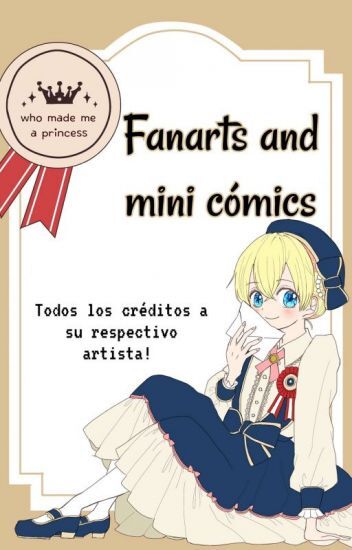 who made me
a princess
Fanarts and
mini cómics
Todos los créditos a
su respectivo
artista!